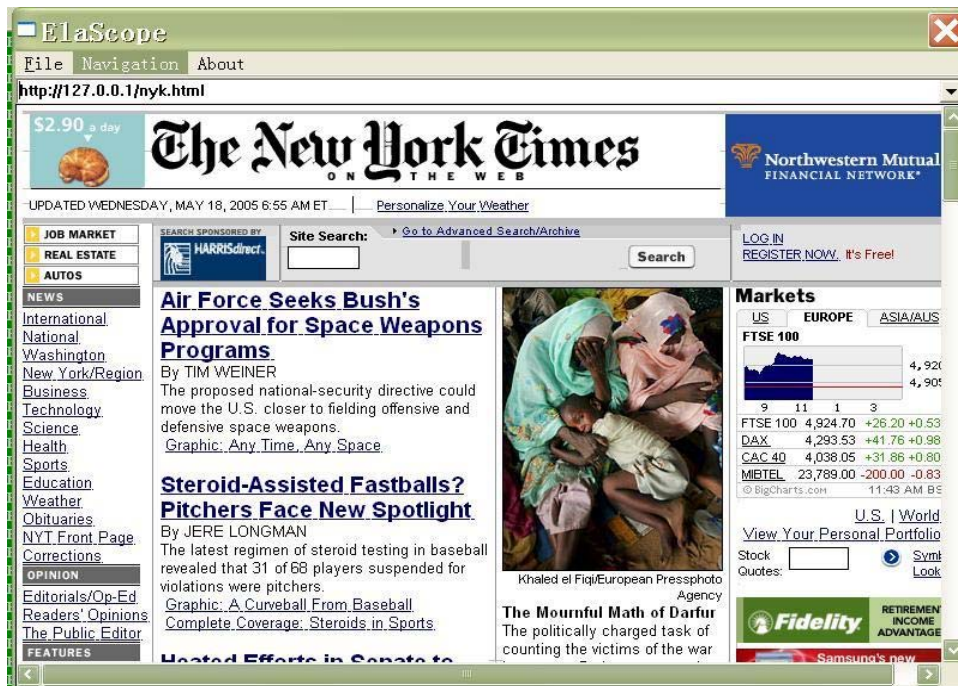 ElaScope
File Navigation About
http://127.0.0.1/nyk.html
$2.90 a day
The New York Times
ON THE WEB
Northwestern Mutual
FINANCIAL NETWORK®
UPDATED WEDNESDAY, MAY 18, 2005 6:55 AM ET
Personalize Your Weather
JOB MARKET
REAL ESTATE
AUTOS
SEARCH SPONSORED BY
HARRISdirect.
Site Search:
Go to Advanced Search/Archive
Search
LOG IN
REGISTER NOW. It's Free!
NEWS
International
National
Washington
New York/Region
Business
Technology
Science
Health
Sports
Education
Weather
Obituaries
NYT Front Page
Corrections
OPINION
Editorials/Op-Ed
Readers' Opinions
The Public Editor
FEATURES
Air Force Seeks Bush's
Approval for Space Weapons
Programs
By TIM WEINER
The proposed national-security directive could
move the U.S. closer to fielding offensive and
defensive space weapons.
Graphic: Any Time, Any Space
Steroid-Assisted Fastballs?
Pitchers Face New Spotlight
By JERE LONGMAN
The latest regimen of steroid testing in baseball
revealed that 31 of 68 players suspended for
violations were pitchers.
Graphic: A Curveball From Baseball
Complete Coverage: Steroids in Sports
Heated Efforts in Senate to
Khaled el Fiqi/European Pressphoto
Agency
The Mournful Math of Darfur
The politically charged task of
counting the victims of the war
Markets
US EUROPE ASIA/AUS
FTSE 100
4,920
4,905
9 11 1 3
FTSE 100 4,924.70 +26.20 +0.53
DAX 4,293.53 +41.76 +0.98
CAC 40 4,038.05 +31.86 +0.80
MIBTEL 23,789.00 -200.00 -0.83
© BigCharts.com 11:43 AM BS
U.S. | World
View Your Personal Portfolio
Stock
Quotes:
Symb
Look
Fidelity
RETIREMENT
INCOME
ADVANTAGE
Samsung's new